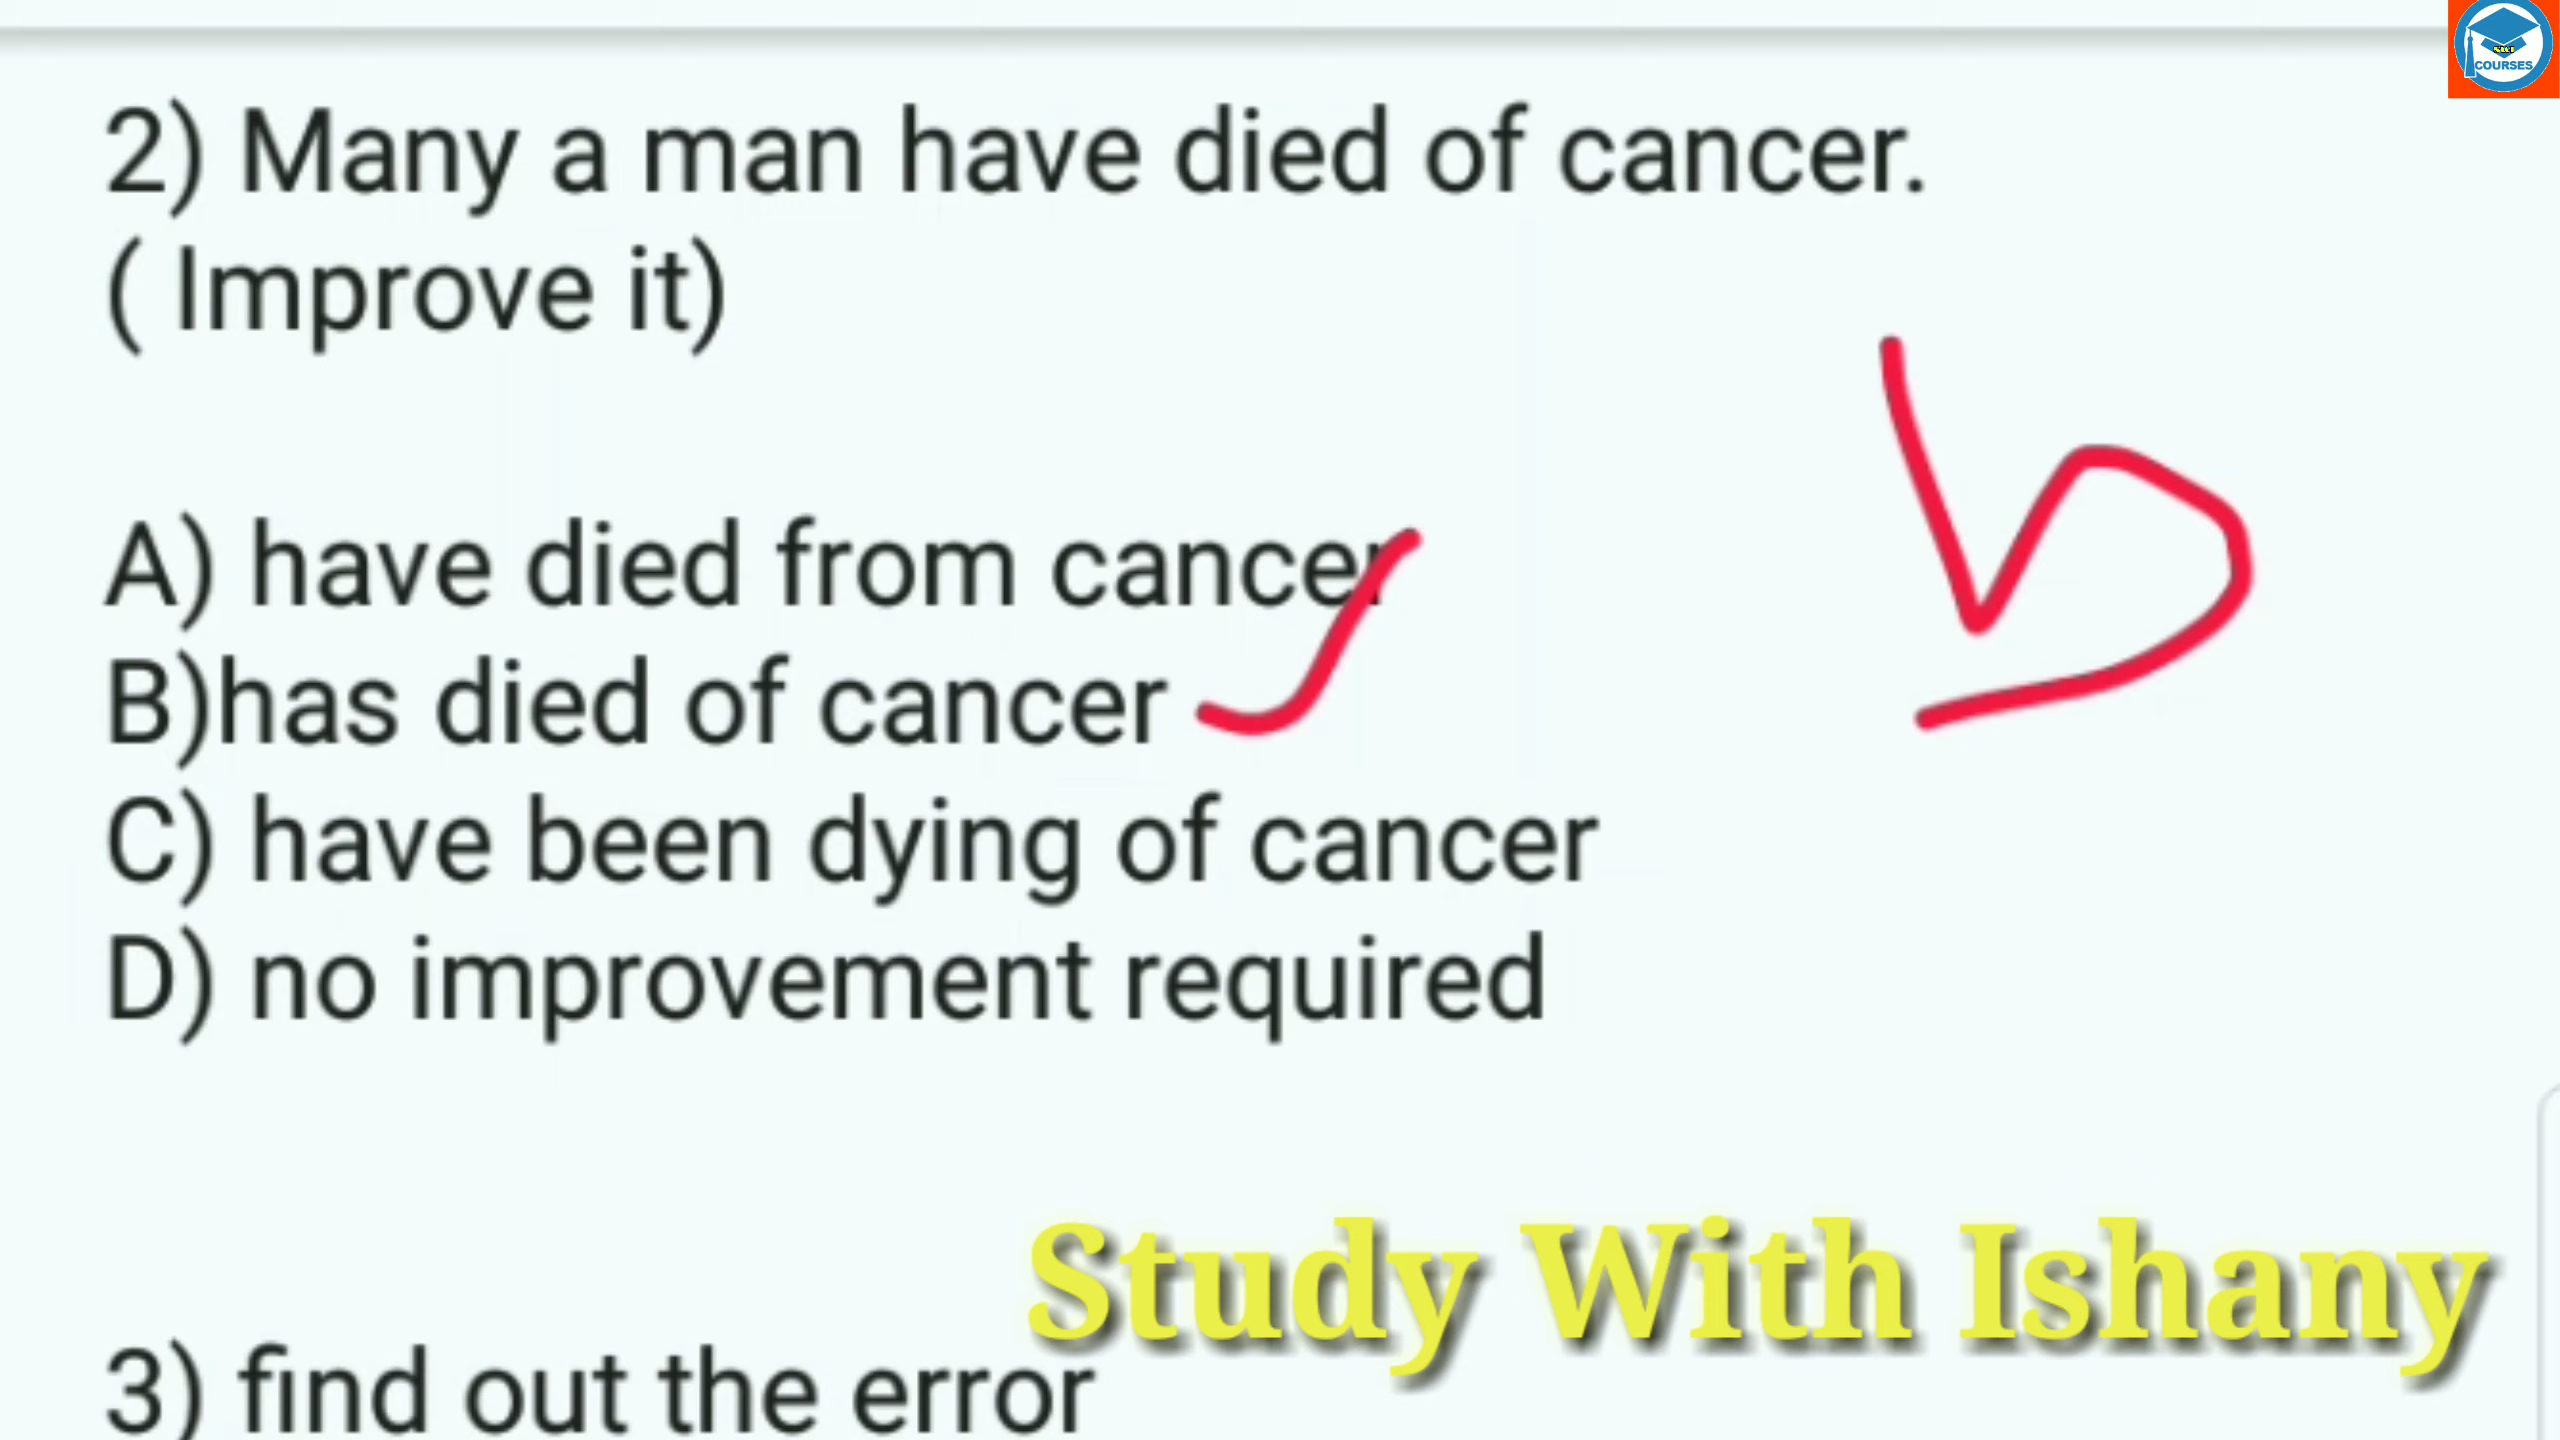 COURSES
2) Many a man have died of cancer.
( Improve it)
b
A) have died from cancer
B)has died of cancer
C) have been dying of cancer
D) no improvement required
Study With Ishany
3) find out the error